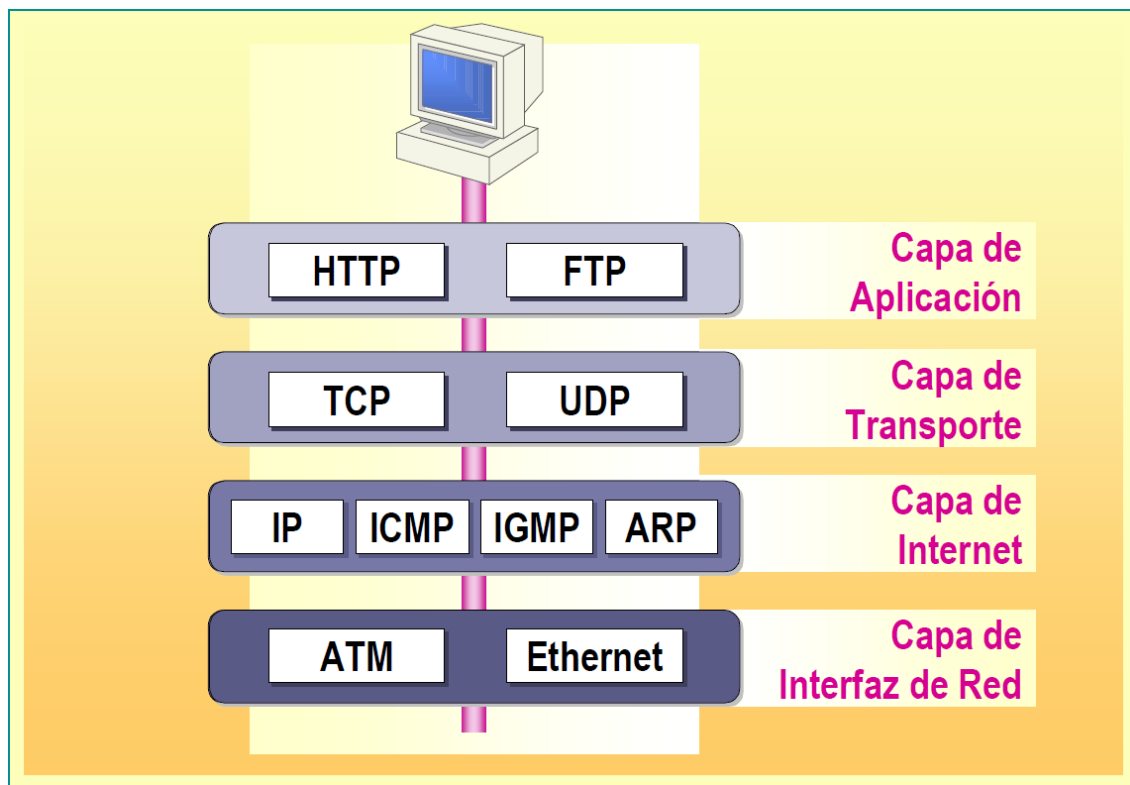 HTTP FTP
Capa de
Aplicación
TCP UDP
Capa de
Transporte
IP ICMP IGMP ARP
Capa de
Internet
ATM Ethernet
Capa de
Interfaz de Red